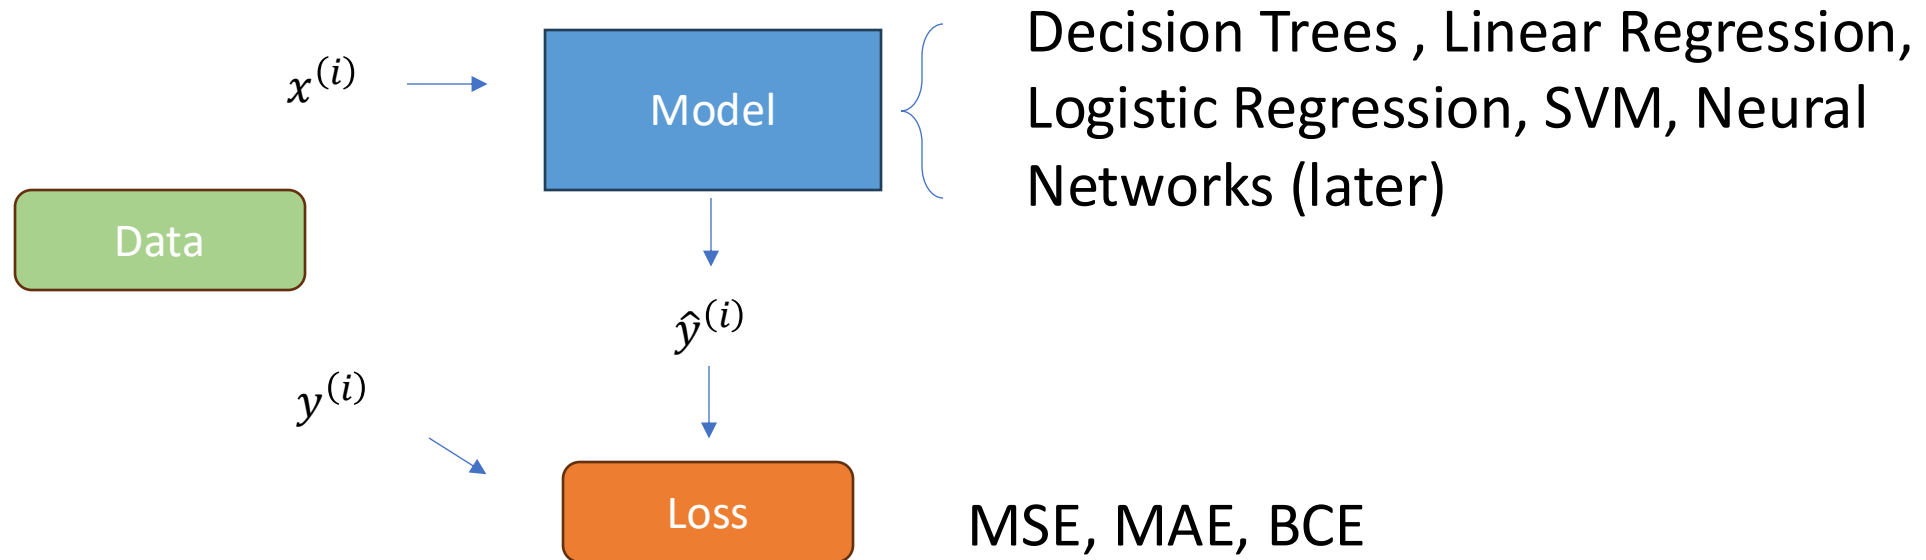 Decision Trees , Linear Regression,
Logistic Regression, SVM, Neural
Networks (later)
x^(i)
Model
Data
ŷ^(i)
y^(i)
Loss
MSE, MAE, BCE